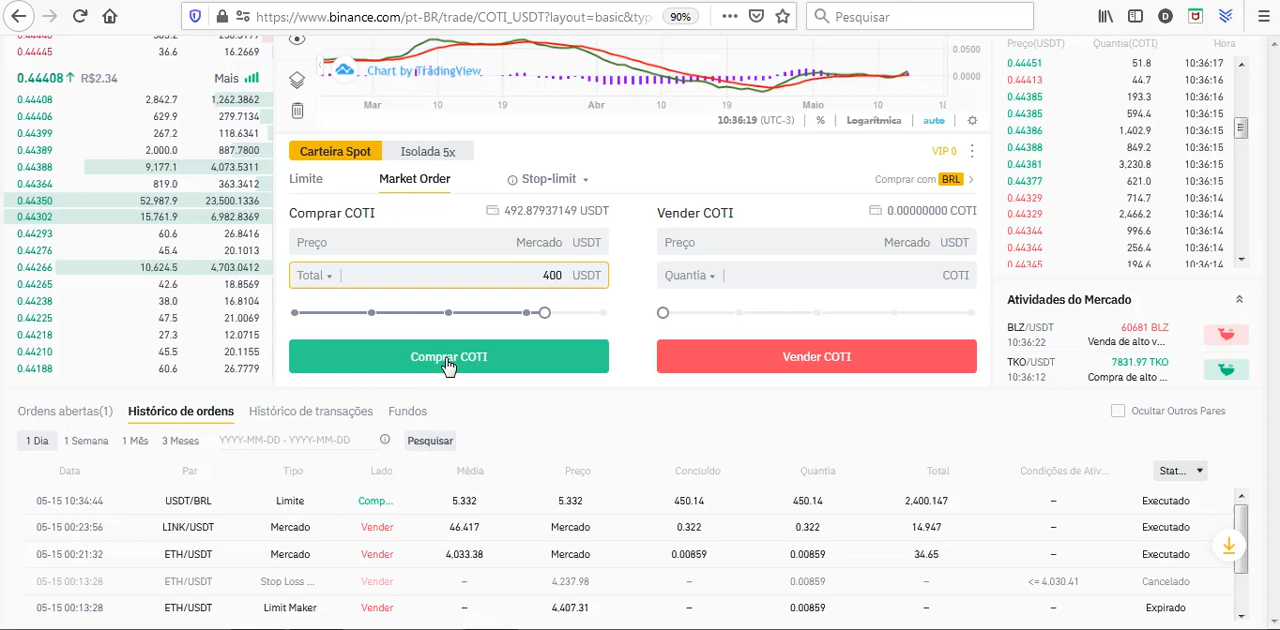 https://www.binance.com/pt-BR/trade/COTI_USDT?layout=basic&typ
90%
Pesquisar
0.44445 36.6 16.2669
0.44408 R$2.34 Mais
0.44408 2,842.7 1,262.3862
0.44406 629.9 279.7134
0.44399 267.2 118.6341
0.44389 2,000.0 887.7800
0.44388 9,177.1 4,073.5311
0.44364 819.0 363.3412
0.44350 52,987.9 23,500.1336
0.44302 15,761.9 6,982.8369
0.44293 60.6 26.8416
0.44276 45.4 20.1013
0.44266 10,624.5 4,703.0412
0.44265 42.6 18.8569
0.44238 38.0 16.8104
0.44225 47.5 21.0069
0.44218 27.3 12.0715
0.44210 45.5 20.1155
0.44188 60.6 26.7779
Chart by TradingView
0.0500
0.0000
Mar 10 19 Abr 10 19 Maio 10 18
10:36:19 (UTC-3) % Logarítmica auto
Carteira Spot Isolada 5x VIP 0
Limite Market Order Stop-limit Comprar com BRL
Comprar COTI 492.87937149 USDT
Preço Mercado USDT
Total 400 USDT
Comprar COTI
Vender COTI 0.00000000 COTI
Preço Mercado USDT
Quantia COTI
Vender COTI
Preço(USDT) Quantia(COTI) Hora
0.44451 51.8 10:36:17
0.44413 44.7 10:36:16
0.44385 193.3 10:36:16
0.44385 594.4 10:36:15
0.44386 1,402.9 10:36:15
0.44388 849.2 10:36:15
0.44381 3,230.8 10:36:15
0.44377 621.0 10:36:15
0.44329 714.7 10:36:14
0.44329 2,466.2 10:36:14
0.44344 996.6 10:36:14
0.44344 256.4 10:36:14
0.44345 194.6 10:36:14
Atividades do Mercado
BLZ/USDT 60681 BLZ
10:36:22 Venda de alto v...
TKO/USDT 7831.97 TKO
10:36:12 Compra de alto ...
Ordens abertas(1) Histórico de ordens Histórico de transações Fundos Ocultar Outros Pares
1 Dia 1 Semana 1 Mês 3 Meses YYYY-MM-DD - YYYY-MM-DD Pesquisar
Data Par Tipo Lado Média Preço Concluído Quantia Total Condições de Ativ... Stat...
05-15 10:34:44 USDT/BRL Limite Comp... 5.332 5.332 450.14 450.14 2,400.147 – Executado
05-15 00:23:56 LINK/USDT Mercado Vender 46.417 Mercado 0.322 0.322 14.947 – Executado
05-15 00:21:32 ETH/USDT Mercado Vender 4,033.38 Mercado 0.00859 0.00859 34.65 – Executado
05-15 00:13:28 ETH/USDT Stop Loss ... Vender – 4,237.98 – 0.00859 – <= 4,030.41 Cancelado
05-15 00:13:28 ETH/USDT Limit Maker Vender – 4,407.31 – 0.00859 – – Expirado